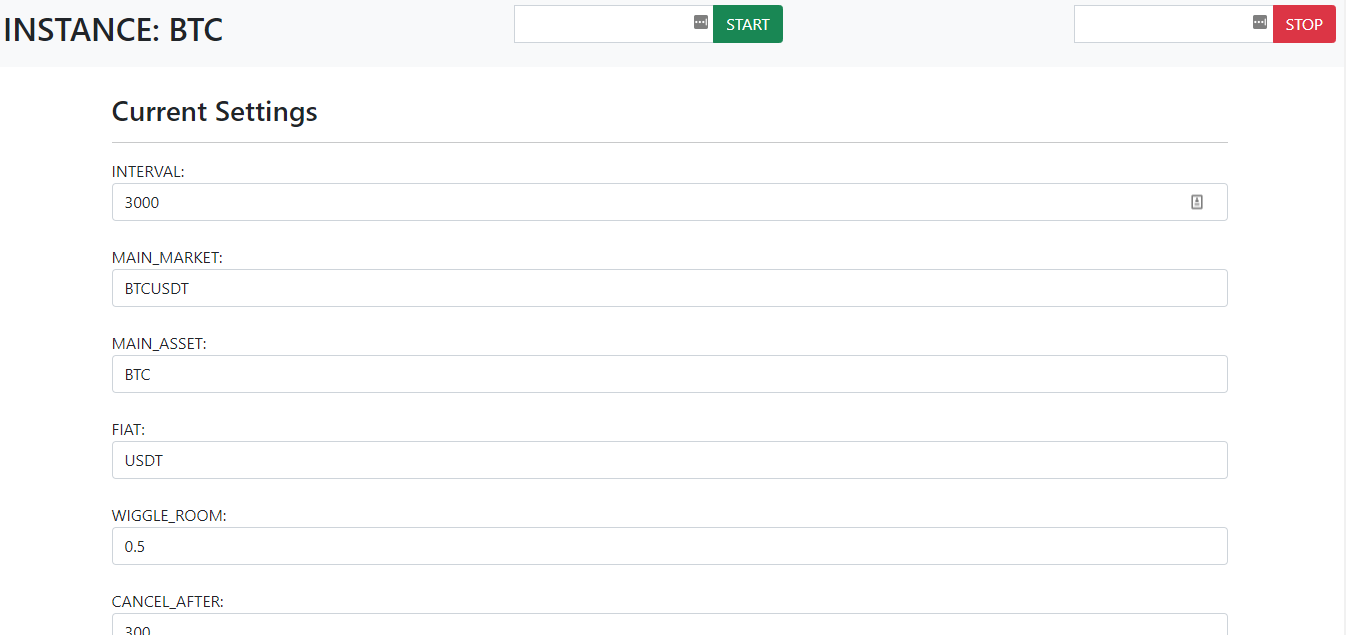 INSTANCE: BTC
START
STOP
Current Settings
INTERVAL:
3000
MAIN_MARKET:
BTCUSDT
MAIN_ASSET:
BTC
FIAT:
USDT
WIGGLE_ROOM:
0.5
CANCEL_AFTER:
300